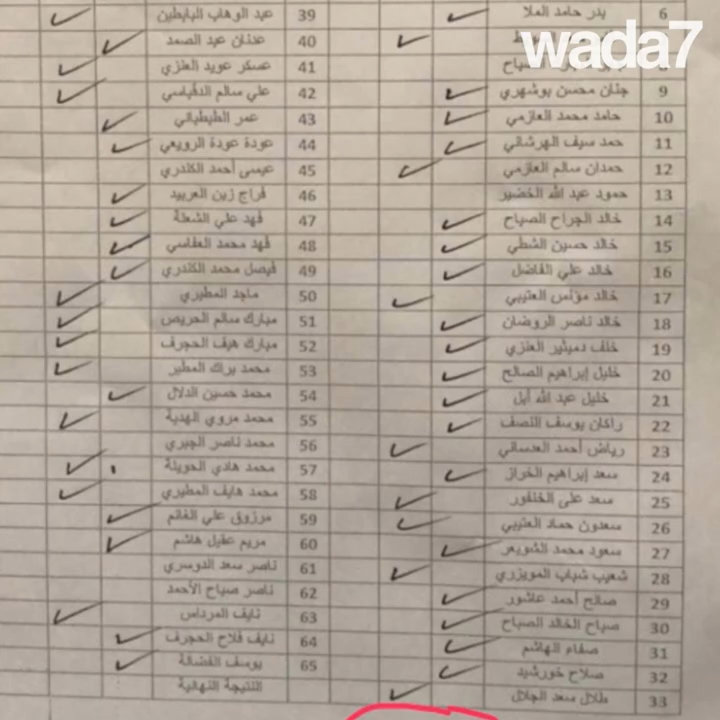 wada7
6 بدر حامد الملا
9 جنان محسن بوشهري
10 حامد محمد العازمي
11 حمد سيف الهرشاني
12 حمدان سالم العازمي
13 حمود عبد الله الخضير
14 خالد الجراح الصباح
15 خالد حسين الشطي
16 خالد علي الفاضل
17 خالد مؤنس العتيبي
18 خالد ناصر الروضان
19 خلف دميثير العنزي
20 خليل إبراهيم الصالح
21 خليل عبد الله أبل
22 راكان يوسف النصف
23 رياض أحمد العدساني
24 سعد إبراهيم الخراز
25 سعد على الخنفور
26 سعدون حماد العتيبي
27 سعود محمد الشويعر
28 شعيب شباب المويزري
29 صالح أحمد عاشور
30 صباح الخالد الصباح
31 صفاء الهاشم
32 صلاح خورشيد
33 طلال سعد الجلال
39 عبد الوهاب البابطين
40 عدنان عبد الصمد
41 عسكر عويد العنزي
42 علي سالم الدقباسي
43 عمر الطبطبائي
44 عودة عودة الرويعي
45 عيسى أحمد الكندري
46 فراج زين العربيد
47 فهد علي الشعلة
48 فهد محمد العفاسي
49 فيصل محمد الكندري
50 ماجد المطيري
51 مبارك سالم الحريص
52 مبارك هيف الحجرف
53 محمد براك المطير
54 محمد حسين الدلال
55 محمد مروي الهدية
56 محمد ناصر الجبري
57 محمد هادي الحويلة
58 محمد هايف المطيري
59 مرزوق علي الغانم
60 مريم عقيل هاشم
61 ناصر سعد الدوسري
62 ناصر صباح الأحمد
63 نايف المرداس
64 نايف فلاح الحجرف
65 يوسف الفضالة
النتيجة النهائية